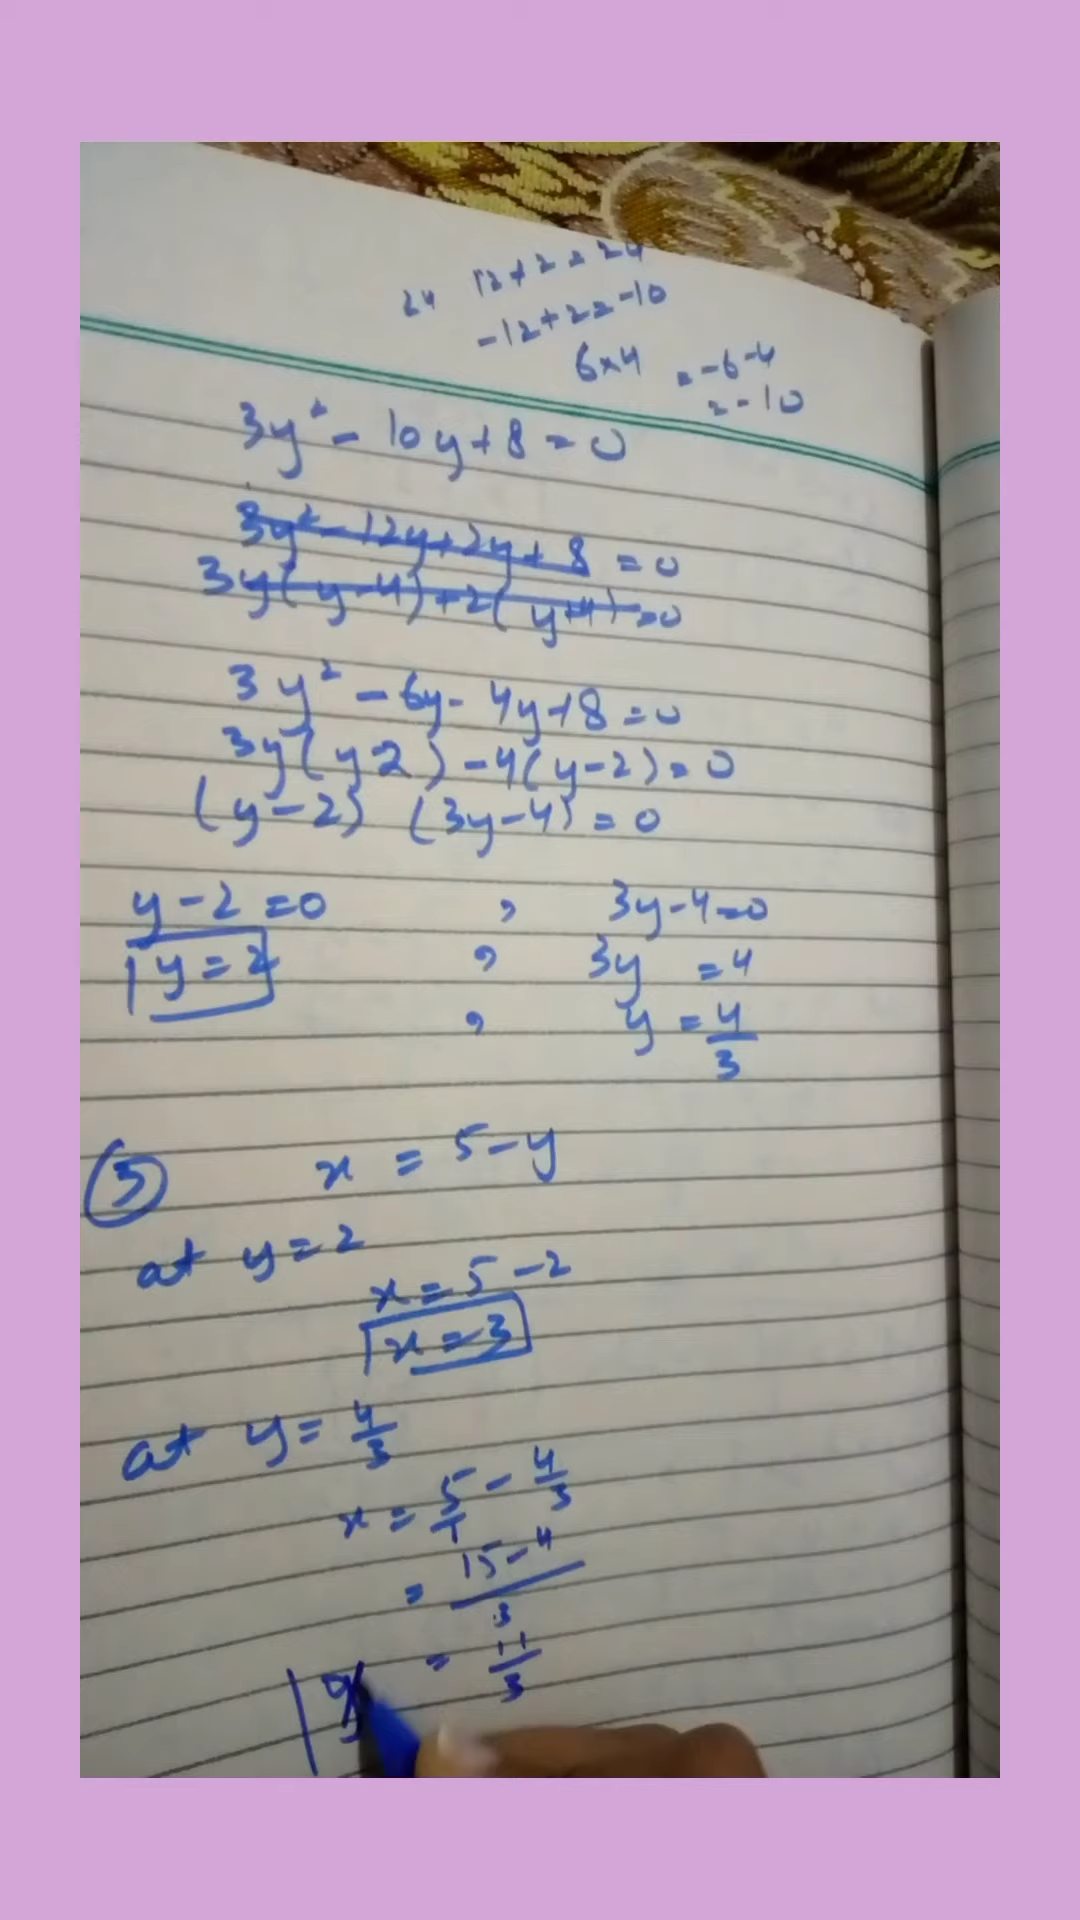 24 12+2=24
-12+2=-10
6×4 =-6-4
=-10
3y² - 10y+8=0
3y²-12y+2y+8=0
3y(y-4)+2(y+4)=0
3y²-6y-4y+8=0
3y(y2)-4(y-2)=0
(y-2) (3y-4)=0
y-2=0 , 3y-4=0
y=2 , 3y =4
, y = 4/3
③ x = 5-y
at y=2
x=5-2
x=3
at y= 4/3
x = 5/1 - 4/3
= 15-4/3
= 11/3